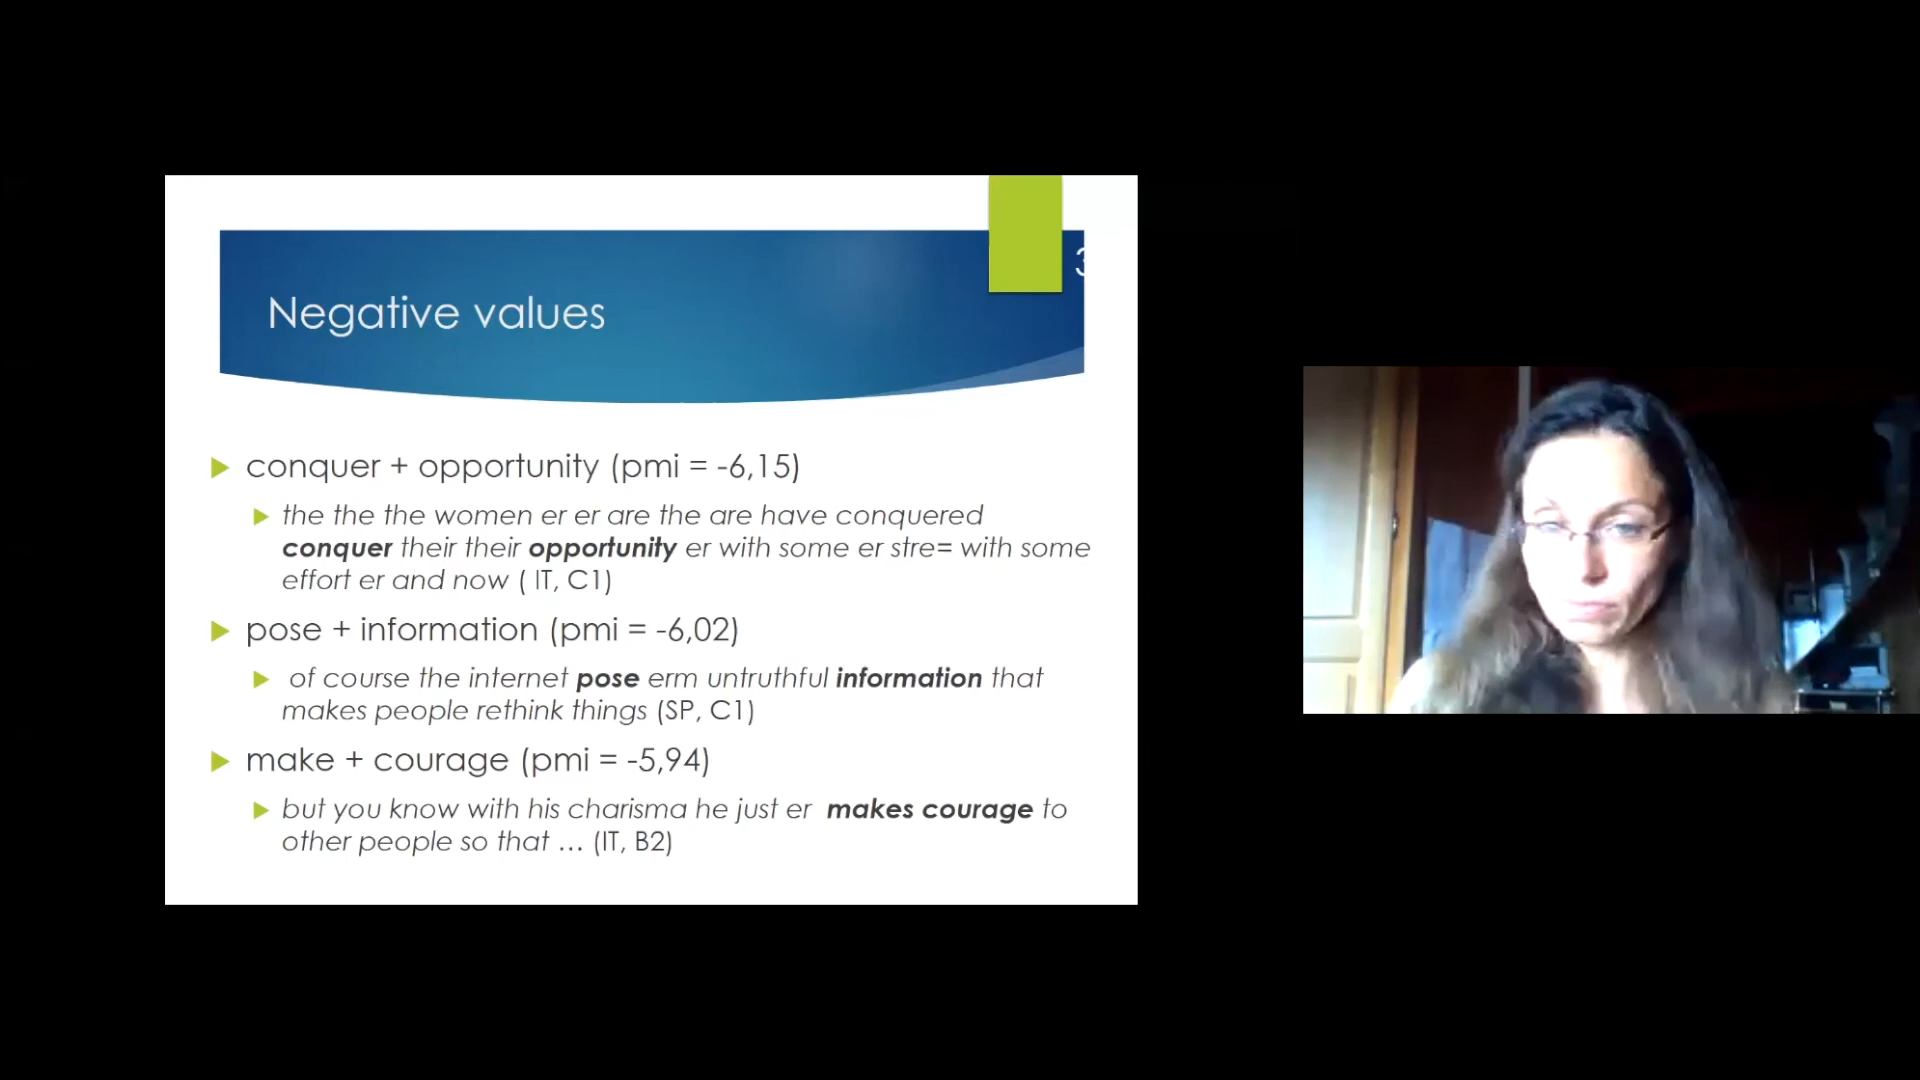 3
Negative values
conquer + opportunity (pmi = -6,15)
the the the women er er are the are have conquered
conquer their their opportunity er with some er stre= with some
effort er and now ( IT, C1)
pose + information (pmi = -6,02)
of course the internet pose erm untruthful information that
makes people rethink things (SP, C1)
make + courage (pmi = -5,94)
but you know with his charisma he just er makes courage to
other people so that … (IT, B2)